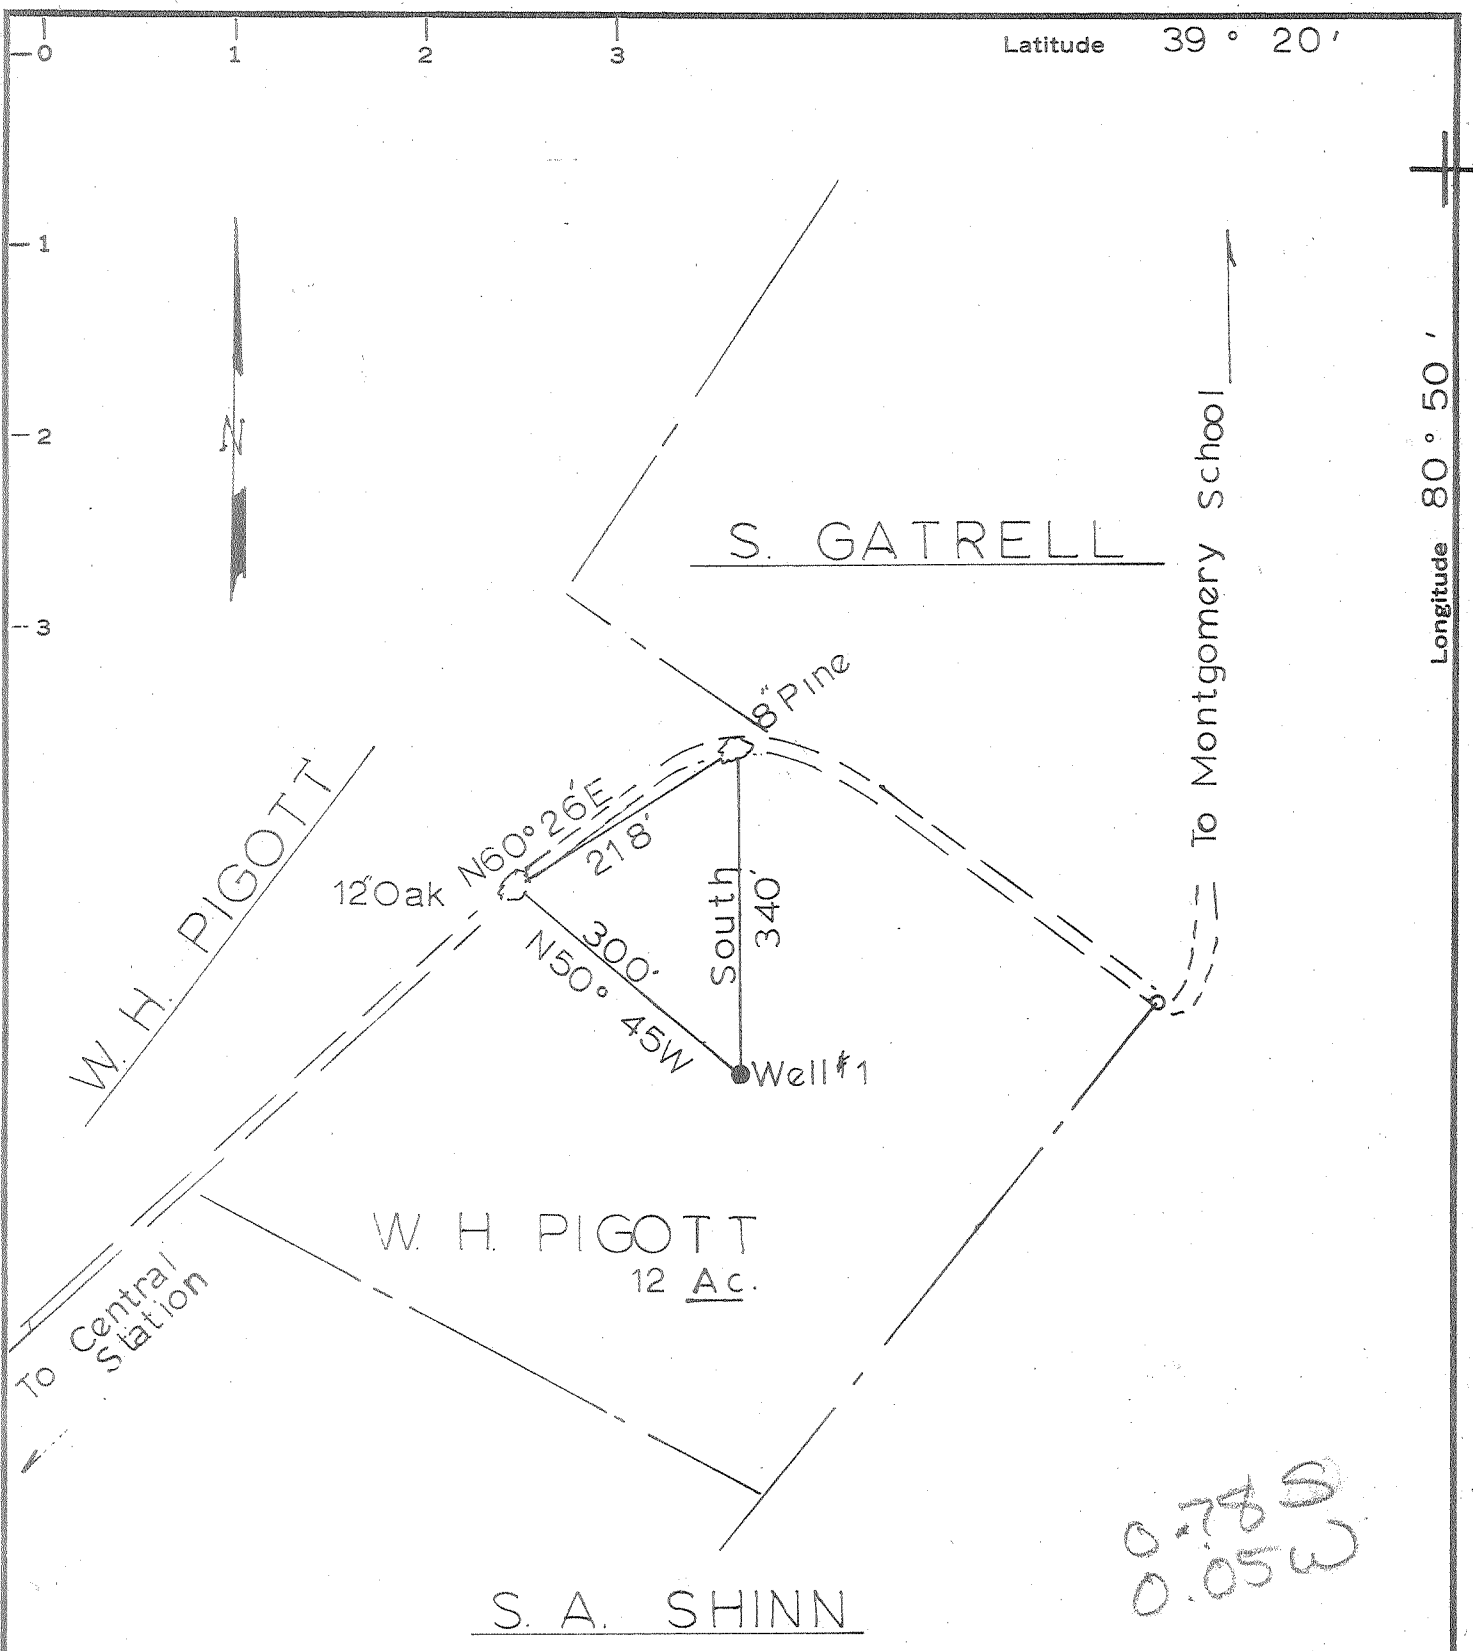 0 1 2 3
Latitude 39° 20'
1
2
3
N
Longitude 80° 50'
S. GATRELL
To Montgomery School
8" Pine
N60° 26'E
218'
12" Oak
W. H. PIGOTT
300'
N50° 45W
South
340'
Well #1
W. H. PIGOTT
12 Ac.
To Central
Station
0.78 S
0.05 W
S. A. SHINN